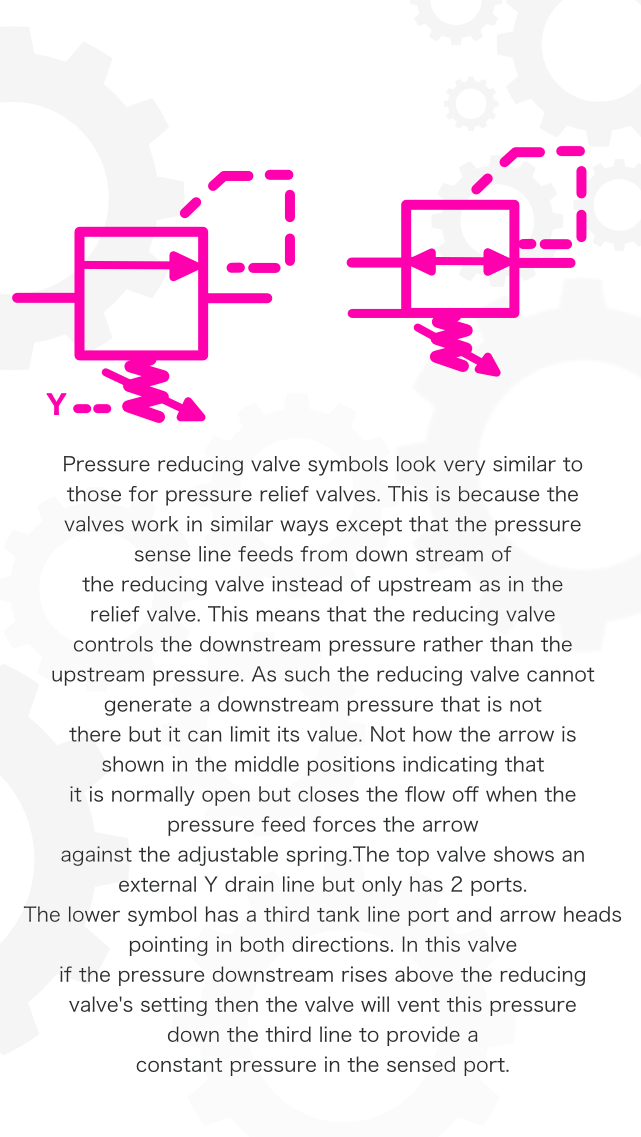 Y
Pressure reducing valve symbols look very similar to
those for pressure relief valves. This is because the
valves work in similar ways except that the pressure
sense line feeds from down stream of
the reducing valve instead of upstream as in the
relief valve. This means that the reducing valve
controls the downstream pressure rather than the
upstream pressure. As such the reducing valve cannot
generate a downstream pressure that is not
there but it can limit its value. Not how the arrow is
shown in the middle positions indicating that
it is normally open but closes the flow off when the
pressure feed forces the arrow
against the adjustable spring.The top valve shows an
external Y drain line but only has 2 ports.
The lower symbol has a third tank line port and arrow heads
pointing in both directions. In this valve
if the pressure downstream rises above the reducing
valve's setting then the valve will vent this pressure
down the third line to provide a
constant pressure in the sensed port.